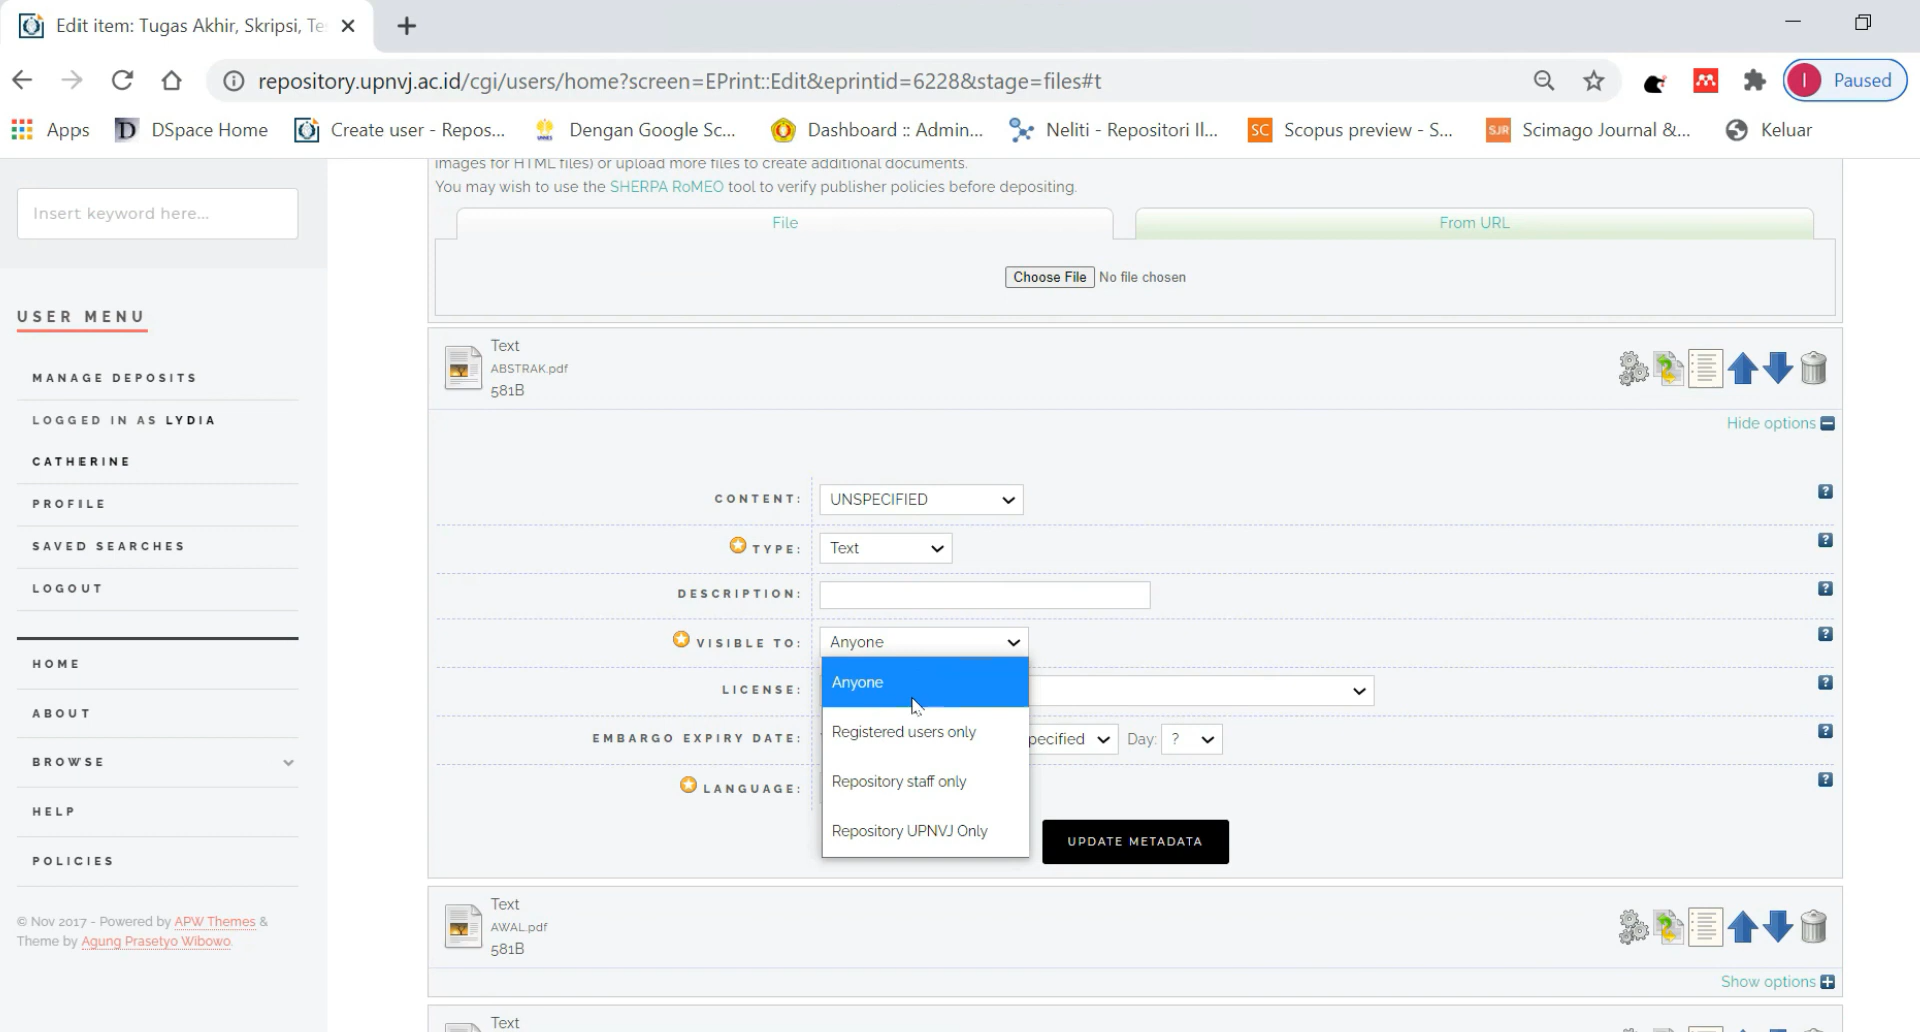 Edit item: Tugas Akhir, Skripsi, Te
repository.upnvj.ac.id/cgi/users/home?screen=EPrint::Edit&eprintid=6228&stage=files#t
I Paused
Apps
DSpace Home
Create user - Repos...
Dengan Google Sc...
Dashboard :: Admin...
Neliti - Repositori Il...
SC Scopus preview - S...
SJR Scimago Journal &...
Keluar
Insert keyword here...
USER MENU
MANAGE DEPOSITS
LOGGED IN AS LYDIA
CATHERINE
PROFILE
SAVED SEARCHES
LOGOUT
HOME
ABOUT
BROWSE
HELP
POLICIES
© Nov 2017 - Powered by APW Themes &
Theme by Agung Prasetyo Wibowo.
images for HTML files) or upload more files to create additional documents.
You may wish to use the SHERPA RoMEO tool to verify publisher policies before depositing.
File
From URL
Choose File No file chosen
Text
ABSTRAK.pdf
581B
Hide options
CONTENT: UNSPECIFIED ?
TYPE: Text ?
DESCRIPTION: ?
VISIBLE TO: Anyone ?
Anyone
Registered users only
Repository staff only
Repository UPNVJ Only
LICENSE: ?
EMBARGO EXPIRY DATE: pecified Day: ? ?
LANGUAGE: ?
UPDATE METADATA
Text
AWAL.pdf
581B
Show options
Text